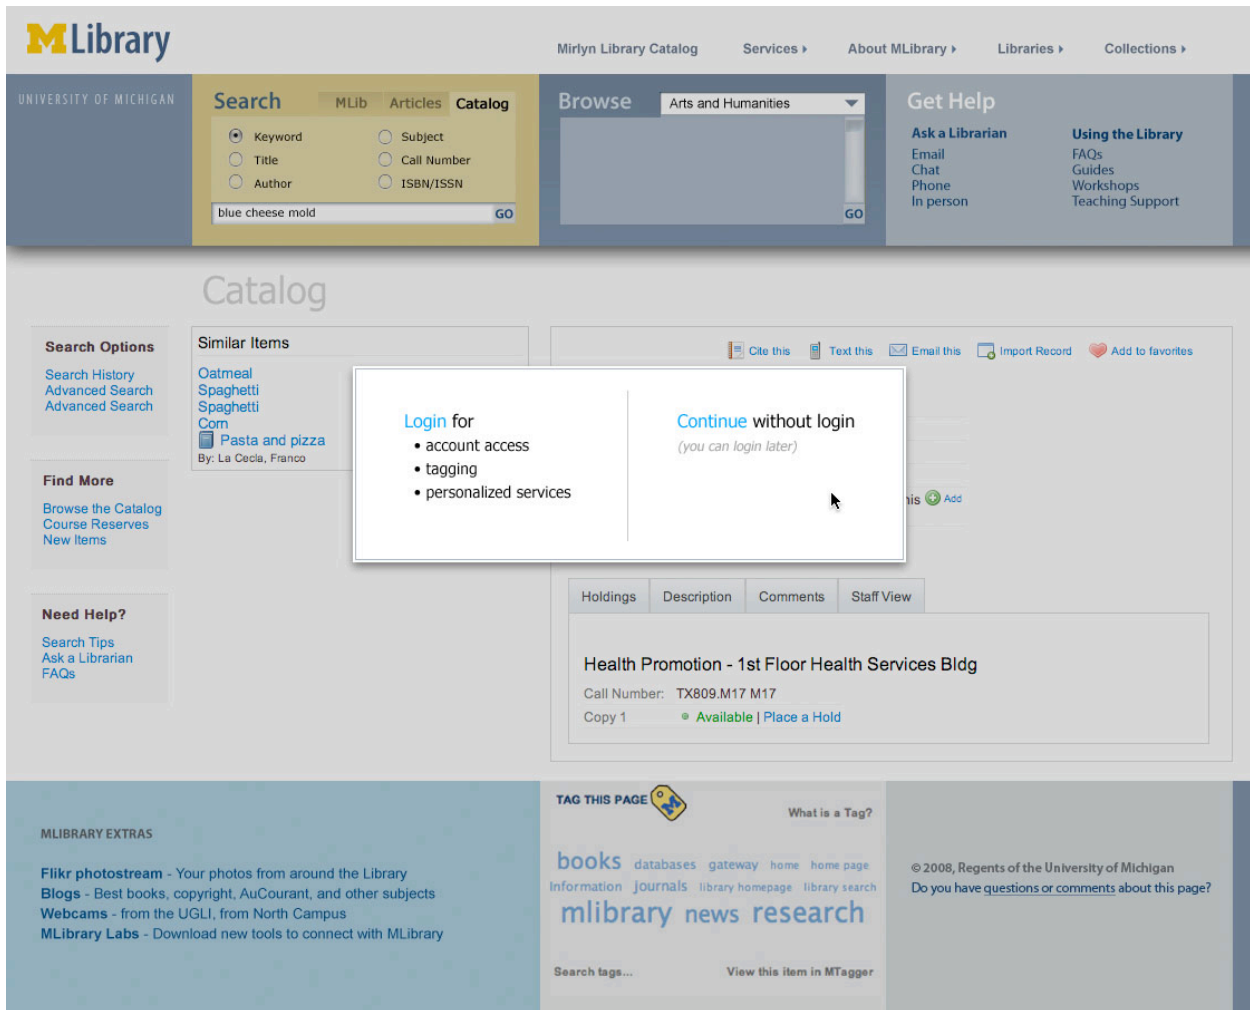 MLibrary
Mirlyn Library Catalog
Services
About MLibrary
Libraries
Collections
UNIVERSITY OF MICHIGAN
Search
MLib
Articles
Catalog
Keyword
Subject
Title
Call Number
Author
ISBN/ISSN
blue cheese mold
GO
Browse
Arts and Humanities
GO
Get Help
Ask a Librarian
Email
Chat
Phone
In person
Using the Library
FAQs
Guides
Workshops
Teaching Support
Catalog
Search Options
Search History
Advanced Search
Advanced Search
Find More
Browse the Catalog
Course Reserves
New Items
Need Help?
Search Tips
Ask a Librarian
FAQs
Similar Items
Oatmeal
Spaghetti
Spaghetti
Corn
Pasta and pizza
By: La Cecla, Franco
Cite this
Text this
Email this
Import Record
Add to favorites
Login for
• account access
• tagging
• personalized services
Continue without login
(you can login later)
Add
Holdings
Description
Comments
Staff View
Health Promotion - 1st Floor Health Services Bldg
Call Number: TX809.M17 M17
Copy 1 Available | Place a Hold
MLIBRARY EXTRAS
Flikr photostream - Your photos from around the Library
Blogs - Best books, copyright, AuCourant, and other subjects
Webcams - from the UGLI, from North Campus
MLibrary Labs - Download new tools to connect with MLibrary
TAG THIS PAGE
M
What is a Tag?
books databases gateway home home page
Information journals library homepage library search
mlibrary news research
Search tags...
View this item in MTagger
© 2008, Regents of the University of Michigan
Do you have questions or comments about this page?